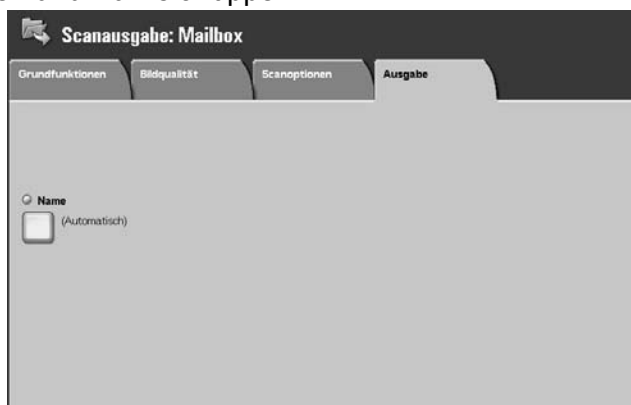 Scanausgabe: Mailbox
Grundfunktionen
Bildqualität
Scanoptionen
Ausgabe
Name
(Automatisch)